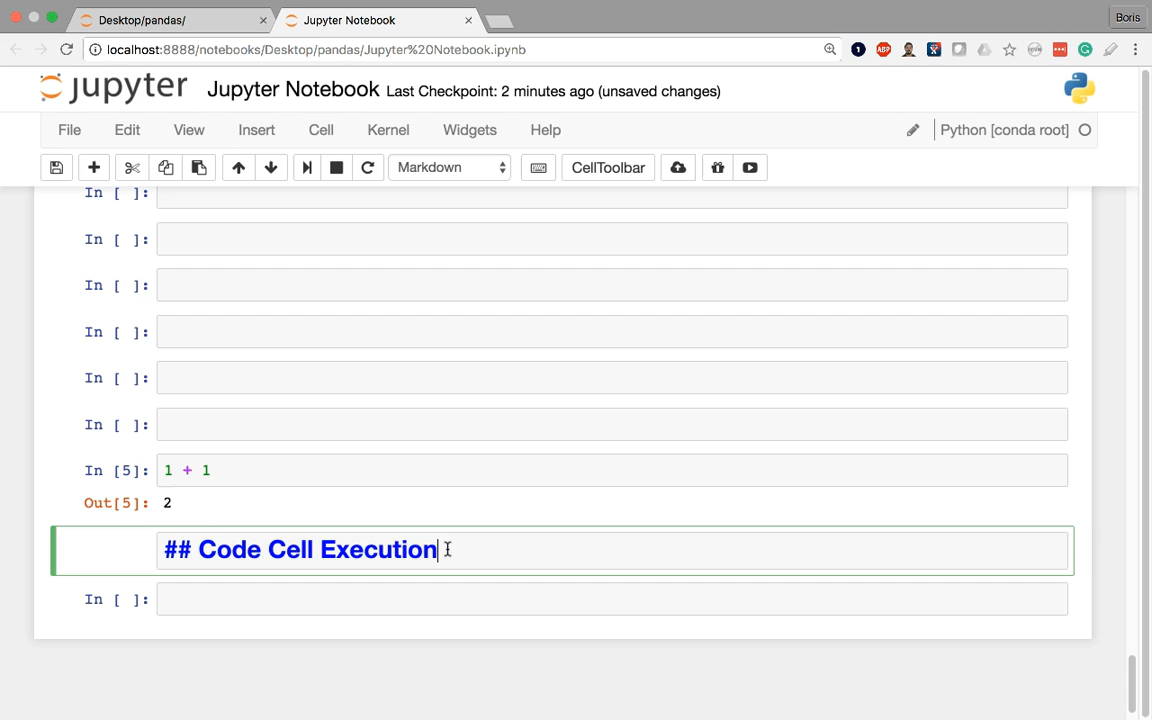 Desktop/pandas/
Jupyter Notebook
Boris
localhost:8888/notebooks/Desktop/pandas/Jupyter%20Notebook.ipynb
jupyter Jupyter Notebook Last Checkpoint: 2 minutes ago (unsaved changes)
File Edit View Insert Cell Kernel Widgets Help Python [conda root]
Markdown CellToolbar
In [ ]:
In [ ]:
In [ ]:
In [ ]:
In [ ]:
In [ ]:
In [5]: 1 + 1
Out[5]: 2
## Code Cell Execution
In [ ]: